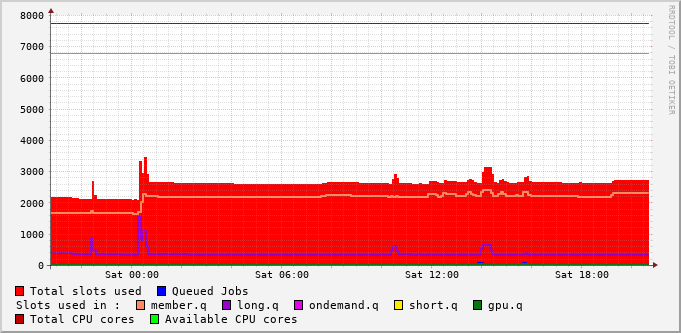 8000
7000
6000
5000
4000
3000
2000
1000
0
Sat 00:00 Sat 06:00 Sat 12:00 Sat 18:00
RRDTOOL / TOBI OETIKER
Total slots used Queued Jobs
Slots used in : member.q long.q ondemand.q short.q gpu.q
Total CPU cores Available CPU cores